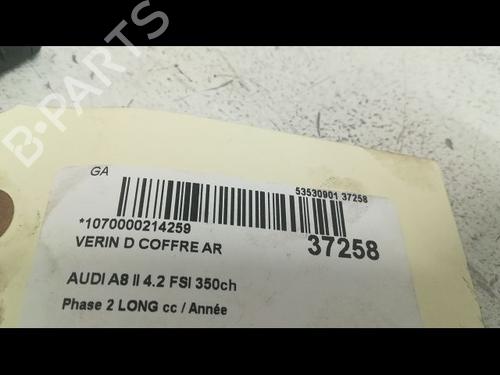 B-PARTS
GA
53530901 37258
*1070000214259
37258
VERIN D COFFRE AR
AUDI A8 II 4.2 FSI 350ch
Phase 2 LONG cc / Année